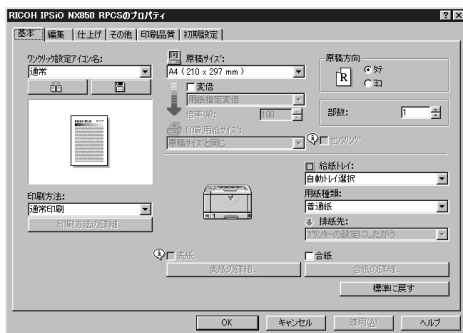 RICOH IPSiO NX850 RPCSのプロパティ
基本 編集 仕上げ その他 印刷品質 初期設定
ワンクリック設定アイコン名:
通常
印刷方法:
通常印刷
印刷方法の詳細...
原稿サイズ:
A4 (210 x 297 mm)
変倍
用紙指定変倍
倍率(%): 100
印刷用紙サイズ:
原稿サイズと同じ
原稿方向
R
タテ
ヨコ
部数: 1
給紙トレイ:
自動トレイ選択
用紙種類:
普通紙
排紙先:
プリンターの設定にしたがう
表紙
表紙の詳細...
合紙
合紙の詳細...
標準に戻す
OK キャンセル 適用(A) ヘルプ